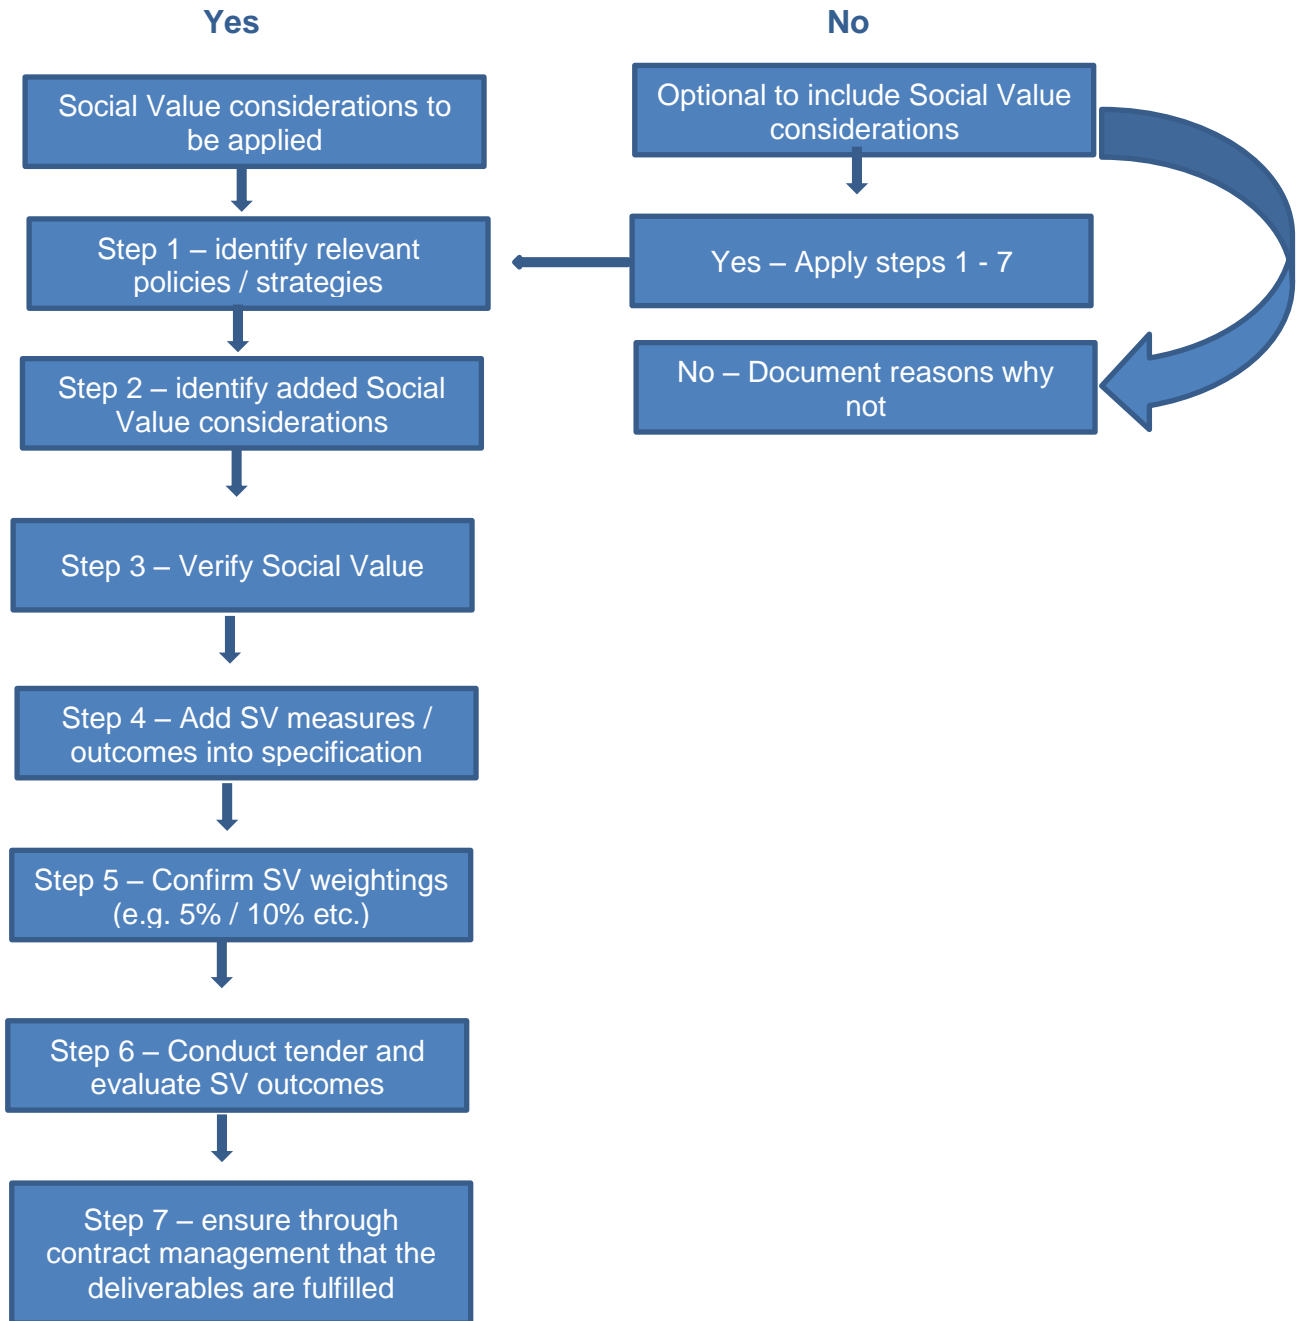 Yes
Social Value considerations to
be applied
Step 1 – identify relevant
policies / strategies
Step 2 – identify added Social
Value considerations
Step 3 – Verify Social Value
Step 4 – Add SV measures /
outcomes into specification
Step 5 – Confirm SV weightings
(e.g. 5% / 10% etc.)
Step 6 – Conduct tender and
evaluate SV outcomes
Step 7 – ensure through
contract management that the
deliverables are fulfilled
No
Optional to include Social Value
considerations
Yes – Apply steps 1 - 7
No – Document reasons why
not